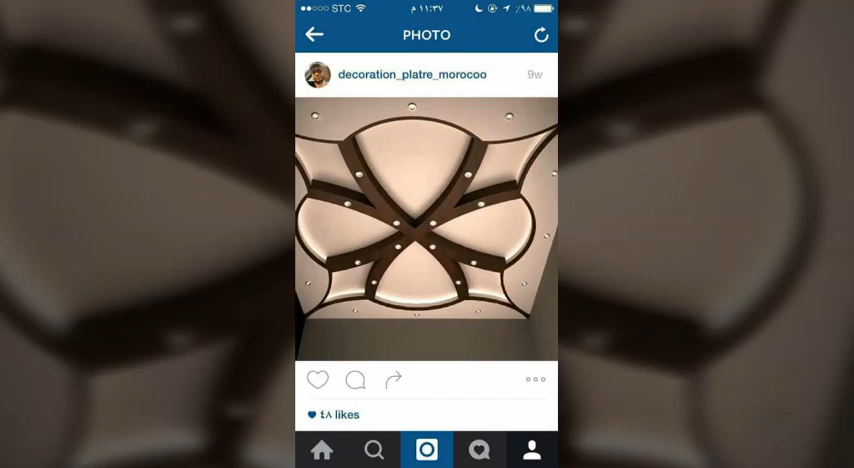 STC ١١:٣٧ م ٪٩٨
PHOTO
decoration_platre_morocoo 9w
٤٨ likes